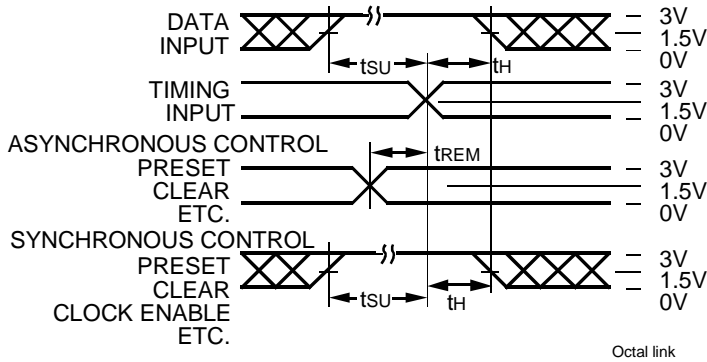 DATA
INPUT
tSU
tH
3V
1.5V
0V
TIMING
INPUT
3V
1.5V
0V
ASYNCHRONOUS CONTROL
PRESET
CLEAR
ETC.
tREM
3V
1.5V
0V
SYNCHRONOUS CONTROL
PRESET
CLEAR
CLOCK ENABLE
ETC.
tSU
tH
3V
1.5V
0V
Octal link